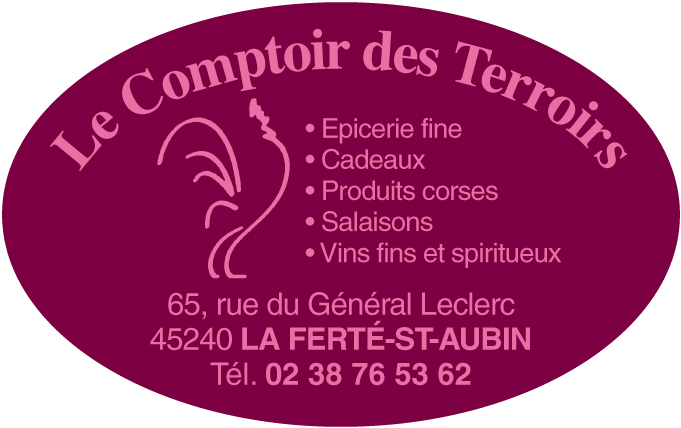 Le Comptoir des Terroirs
• Epicerie fine
• Cadeaux
• Produits corses
• Salaisons
• Vins fins et spiritueux
65, rue du Général Leclerc
45240 LA FERTÉ-ST-AUBIN
Tél. 02 38 76 53 62